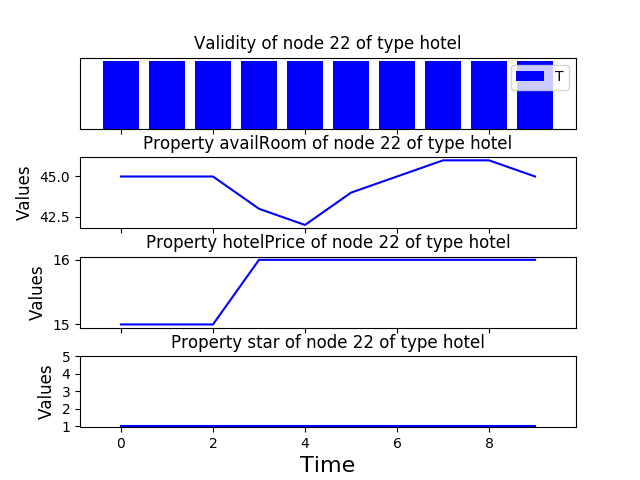 Validity of node 22 of type hotel
T
Property availRoom of node 22 of type hotel
Values
45.0
42.5
Property hotelPrice of node 22 of type hotel
Values
16
15
Property star of node 22 of type hotel
Values
5
4
3
2
1
0 2 4 6 8
Time